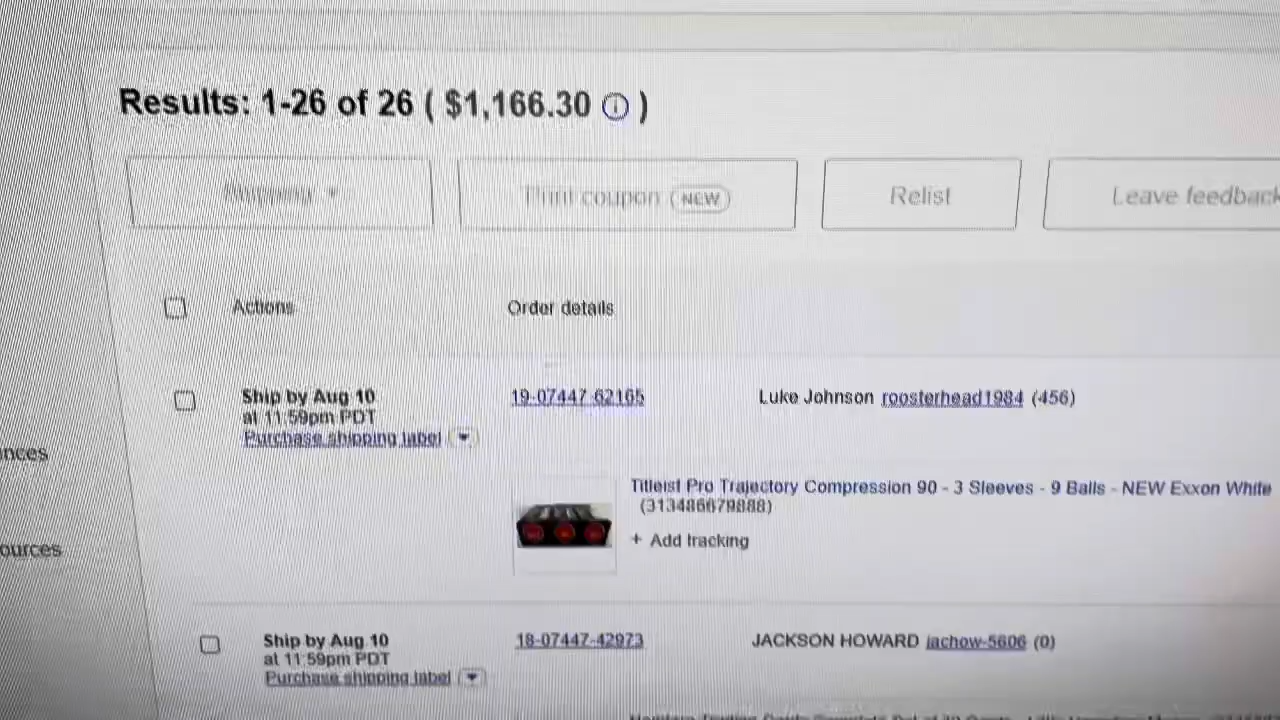 Results: 1-26 of 26 ( $1,166.30 ⓘ )
Print coupon NEW
Relist
Leave feedback
Actions
Order details
Ship by Aug 10
at 11:59pm PDT
Purchase shipping label
19-07447-62165
Luke Johnson roosterhead1984 (456)
Titleist Pro Trajectory Compression 90 - 3 Sleeves - 9 Balls - NEW Exxon White
(313486679888)
+ Add tracking
Ship by Aug 10
at 11:59pm PDT
Purchase shipping label
18-07447-42973
JACKSON HOWARD jachow-5606 (0)
nces
ources